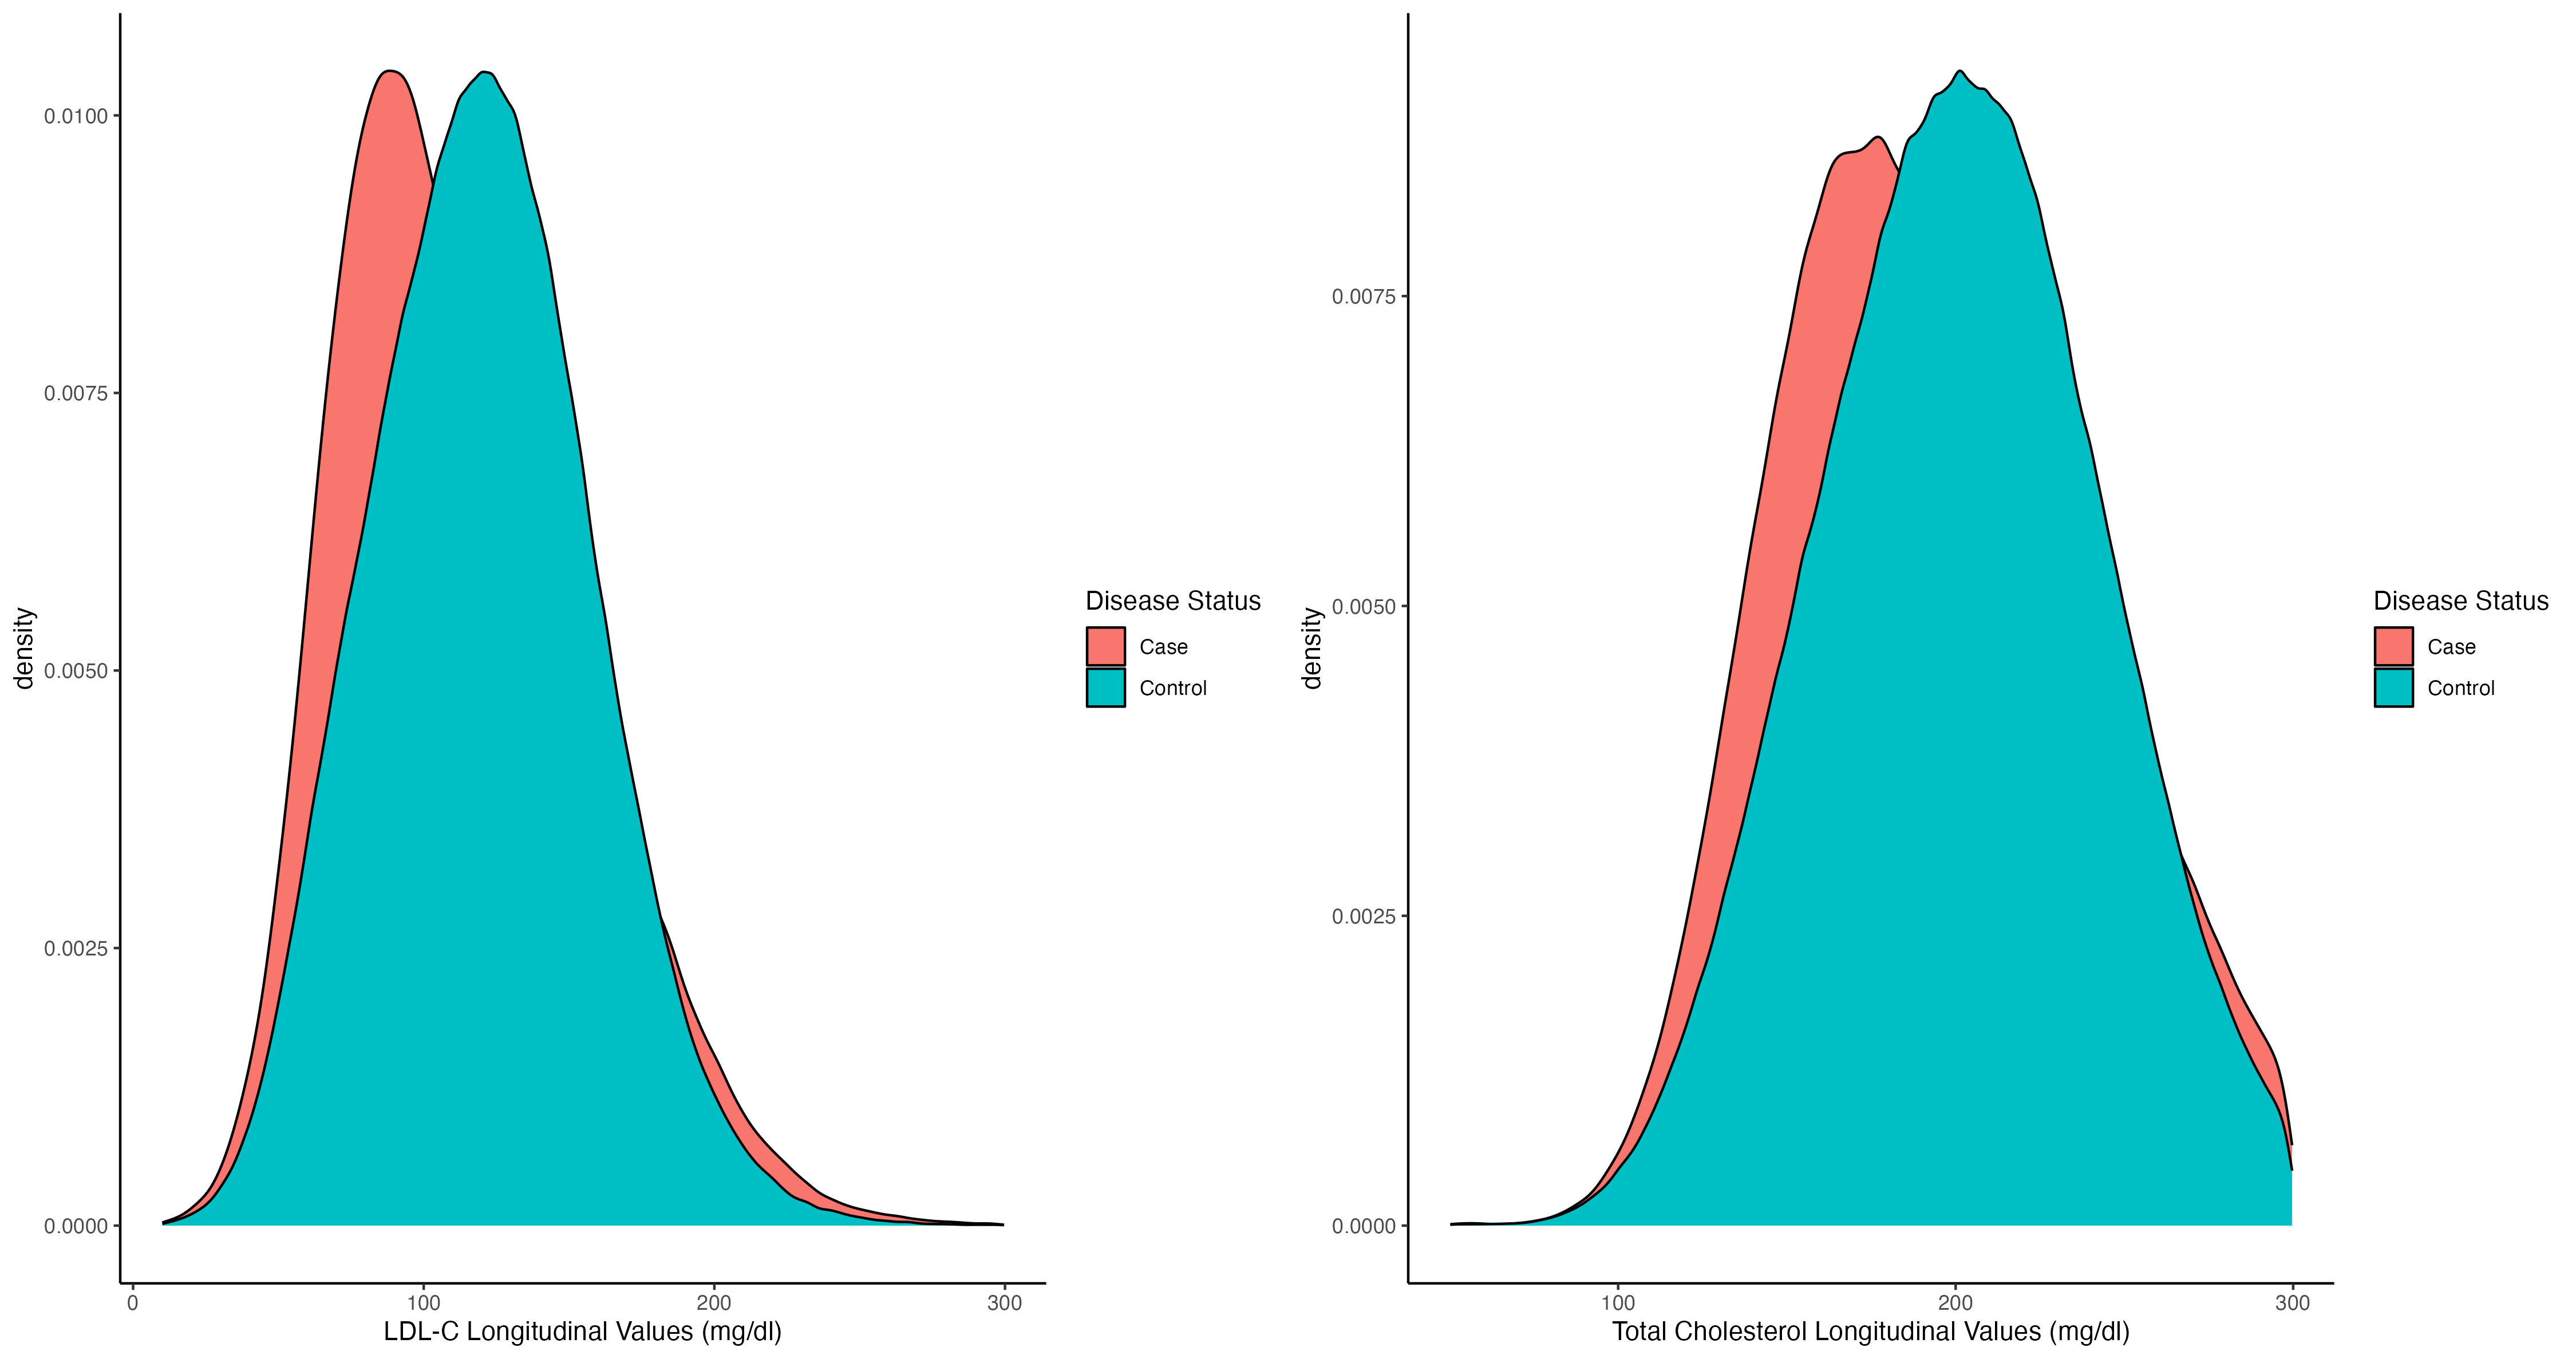 density
0.0100
0.0075
0.0050
0.0025
0.0000
0 100 200 300
LDL-C Longitudinal Values (mg/dl)
Disease Status
Case
Control
density
0.0075
0.0050
0.0025
0.0000
100 200 300
Total Cholesterol Longitudinal Values (mg/dl)
Disease Status
Case
Control